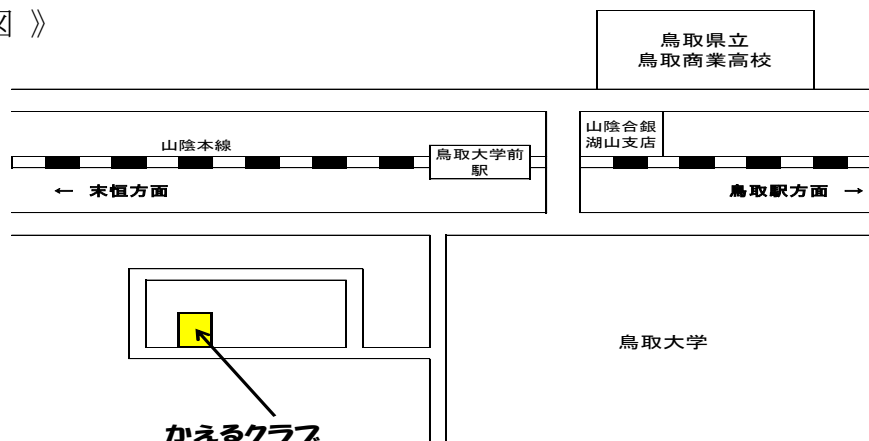 図 》
鳥取県立
鳥取商業高校
山陰合銀
湖山支店
山陰本線
鳥取大学前
駅
← 末恒方面
鳥取駅方面 →
鳥取大学
かえるクラブ